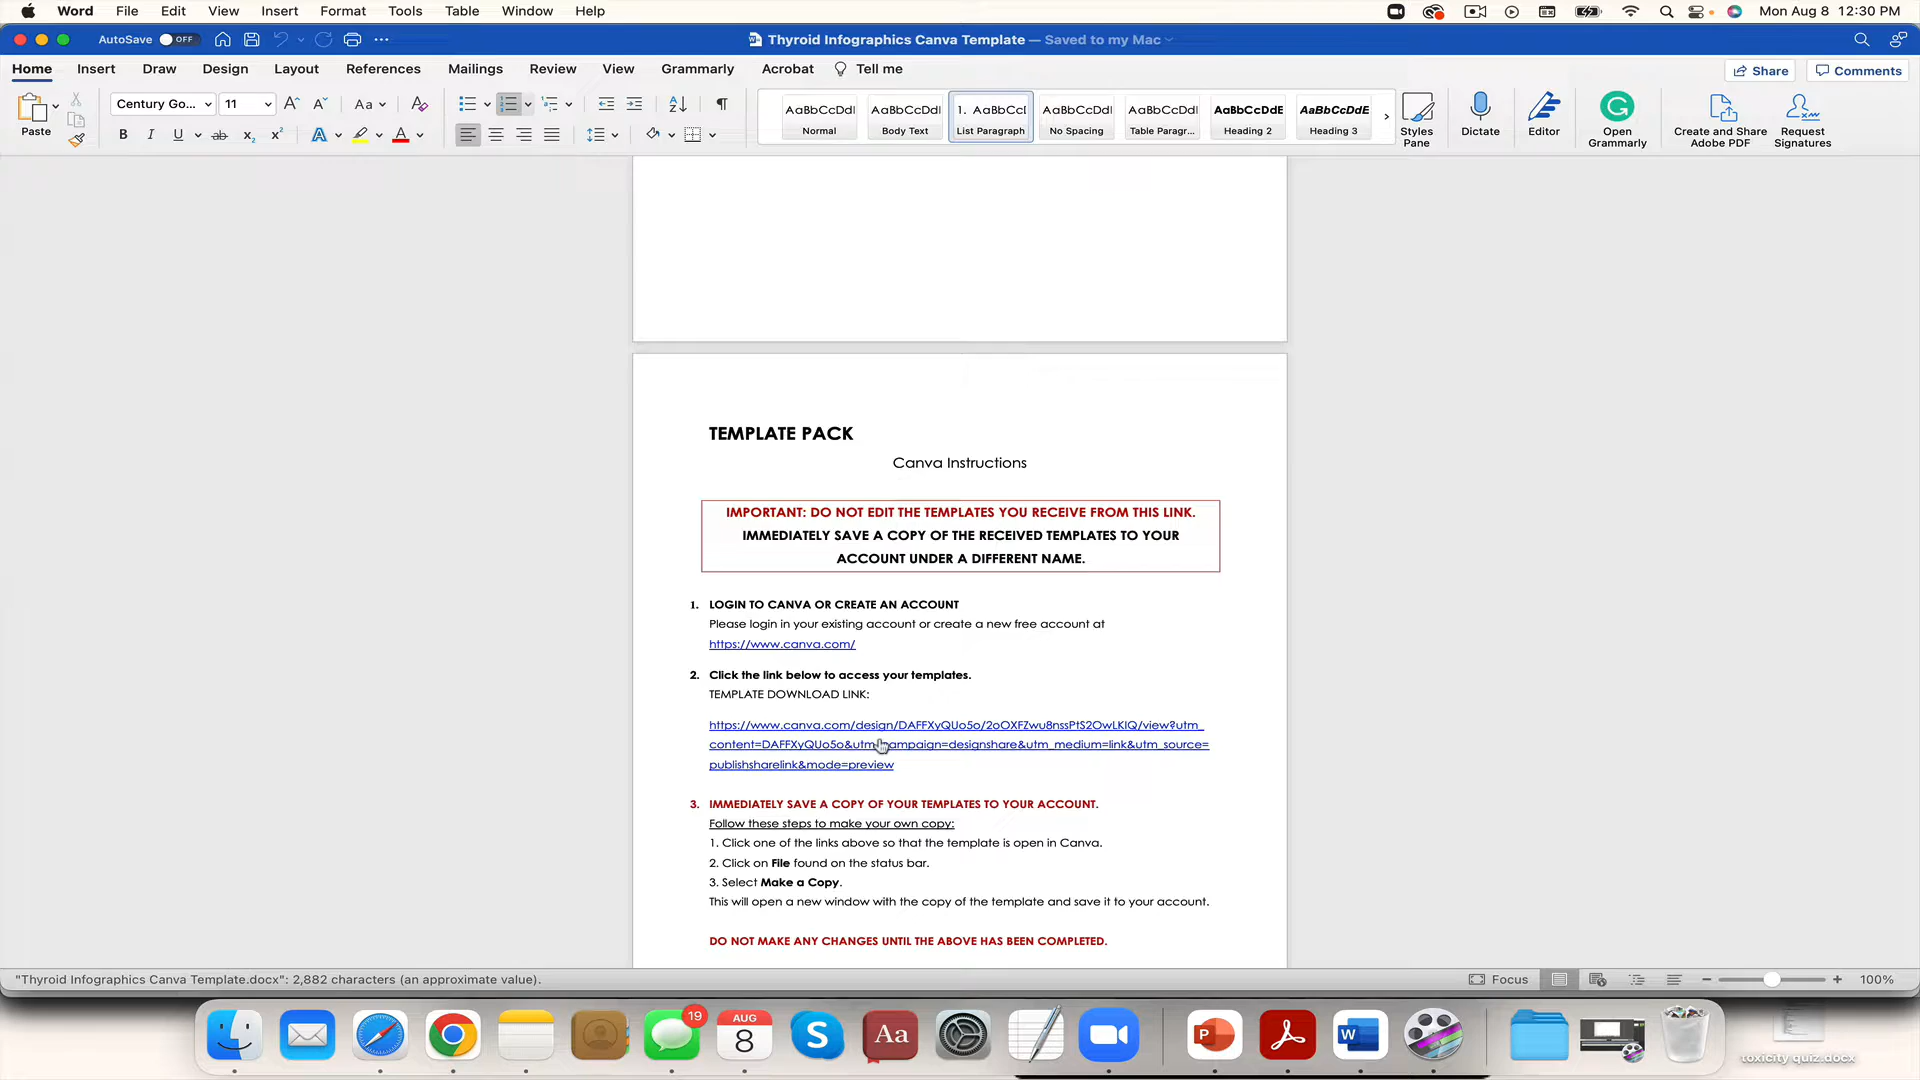 Word File Edit View Insert Format Tools Table Window Help Mon Aug 8 12:30 PM
AutoSave OFF Thyroid Infographics Canva Template — Saved to my Mac
Home Insert Draw Design Layout References Mailings Review View Grammarly Acrobat Tell me Share Comments
Paste Century Go... 11 Aa
AaBbCcDdI AaBbCcDdI 1. AaBbCcI AaBbCcDdI AaBbCcDdI AaBbCcDdE AaBbCcDdE
Normal Body Text List Paragraph No Spacing Table Paragr... Heading 2 Heading 3
Styles Pane Dictate Editor Open Grammarly Create and Share Adobe PDF Request Signatures
TEMPLATE PACK
Canva Instructions
IMPORTANT: DO NOT EDIT THE TEMPLATES YOU RECEIVE FROM THIS LINK.
IMMEDIATELY SAVE A COPY OF THE RECEIVED TEMPLATES TO YOUR
ACCOUNT UNDER A DIFFERENT NAME.
1. LOGIN TO CANVA OR CREATE AN ACCOUNT
Please login in your existing account or create a new free account at
https://www.canva.com/
2. Click the link below to access your templates.
TEMPLATE DOWNLOAD LINK:
https://www.canva.com/design/DAFFXyQUo5o/2oOXFZwu8nssPtS2OwLKIQ/view?utm_
content=DAFFXyQUo5o&utm_campaign=designshare&utm_medium=link&utm_source=
publishsharelink&mode=preview
3. IMMEDIATELY SAVE A COPY OF YOUR TEMPLATES TO YOUR ACCOUNT.
Follow these steps to make your own copy:
1. Click one of the links above so that the template is open in Canva.
2. Click on File found on the status bar.
3. Select Make a Copy.
This will open a new window with the copy of the template and save it to your account.
DO NOT MAKE ANY CHANGES UNTIL THE ABOVE HAS BEEN COMPLETED.
"Thyroid Infographics Canva Template.docx": 2,882 characters (an approximate value). Focus 100%
19
AUG
8
toxicity quiz.docx